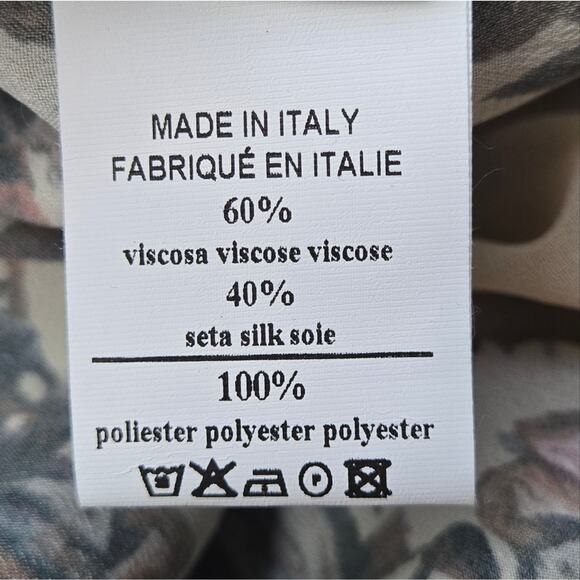 MADE IN ITALY
FABRIQUÉ EN ITALIE
60%
viscosa viscose viscose
40%
seta silk soie
100%
poliester polyester polyester
P